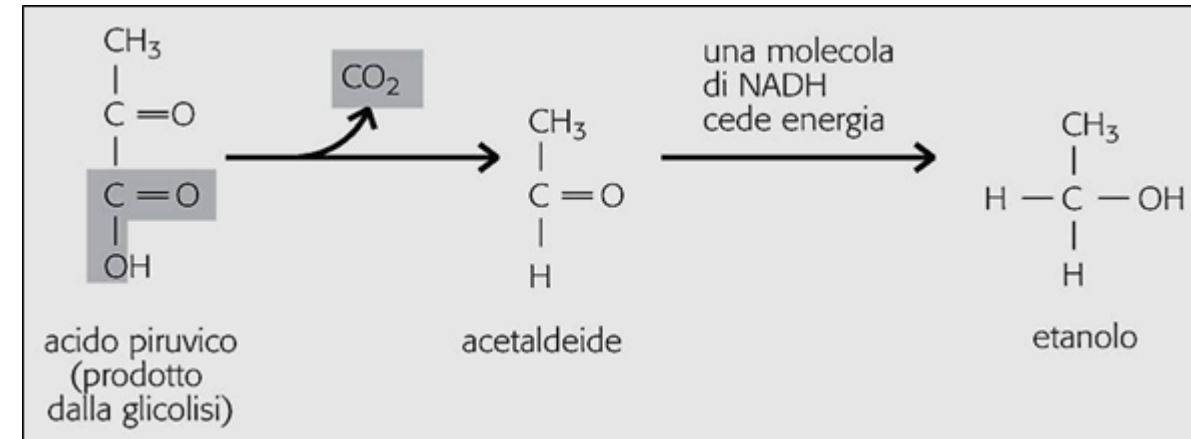 CH₃
C=O
C=O
OH
acido piruvico
(prodotto
dalla glicolisi)
CO₂
CH₃
C=O
H
acetaldeide
una molecola
di NADH
cede energia
CH₃
H — C — OH
H
etanolo